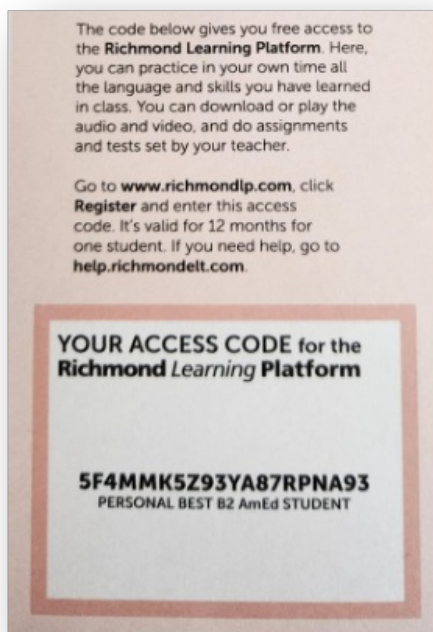 The code below gives you free access to
the Richmond Learning Platform. Here,
you can practice in your own time all
the language and skills you have learned
in class. You can download or play the
audio and video, and do assignments
and tests set by your teacher.
Go to www.richmondlp.com, click
Register and enter this access
code. It's valid for 12 months for
one student. If you need help, go to
help.richmondelt.com.
YOUR ACCESS CODE for the
Richmond Learning Platform
5F4MMK5Z93YA87RPNA93
PERSONAL BEST B2 AmEd STUDENT